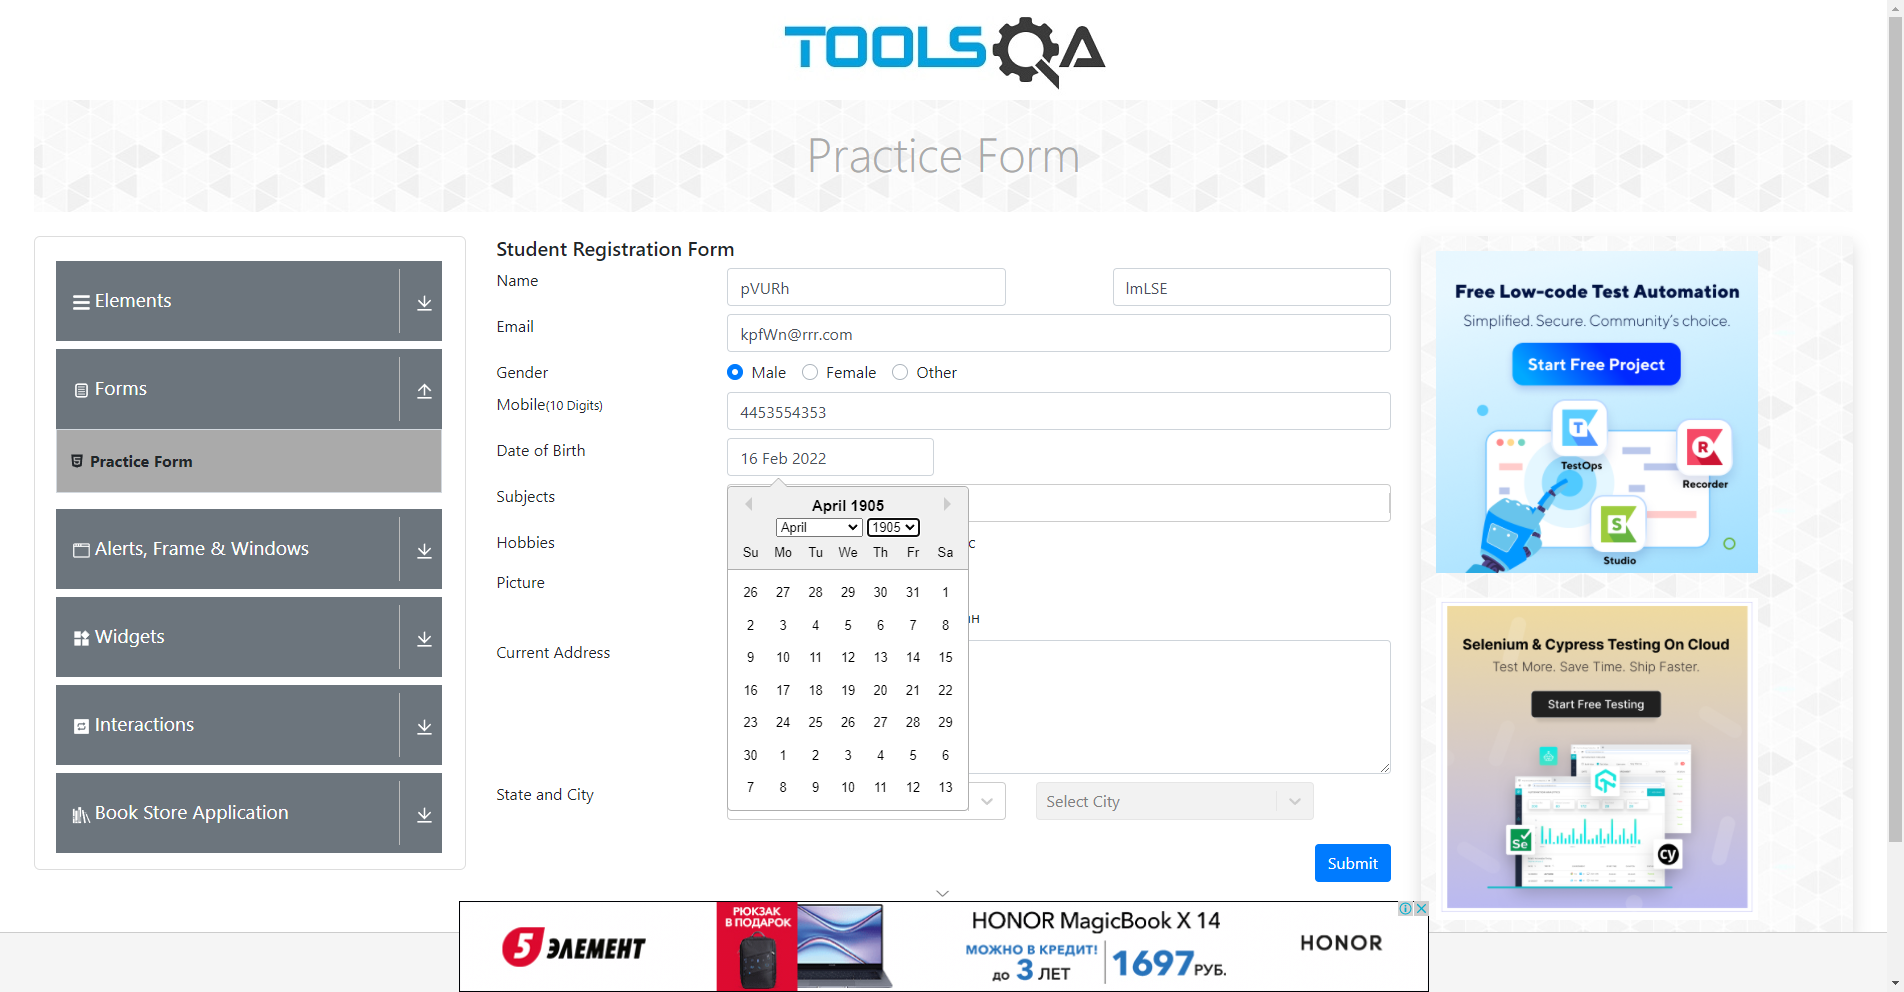 TOOLSQA
Practice Form
Elements
Forms
Practice Form
Alerts, Frame & Windows
Widgets
Interactions
Book Store Application
Student Registration Form
Name
pVURh
lmLSE
Email
kpfWn@rrr.com
Gender
Male
Female
Other
Mobile(10 Digits)
4453554353
Date of Birth
16 Feb 2022
Subjects
April 1905
April
1905
Su Mo Tu We Th Fr Sa
26 27 28 29 30 31 1
2 3 4 5 6 7 8
9 10 11 12 13 14 15
16 17 18 19 20 21 22
23 24 25 26 27 28 29
30 1 2 3 4 5 6
7 8 9 10 11 12 13
Hobbies
c
Picture
н
Current Address
State and City
Select City
Submit
Free Low-code Test Automation
Simplified. Secure. Community's choice.
Start Free Project
TestOps
Recorder
Studio
Selenium & Cypress Testing On Cloud
Test More. Save Time. Ship Faster.
Start Free Testing
Se
cy
5 ЭЛЕМЕНТ
РЮКЗАК
В ПОДАРОК
HONOR MagicBook X 14
МОЖНО В КРЕДИТ!
до 3 ЛЕТ
1697 РУБ.
HONOR